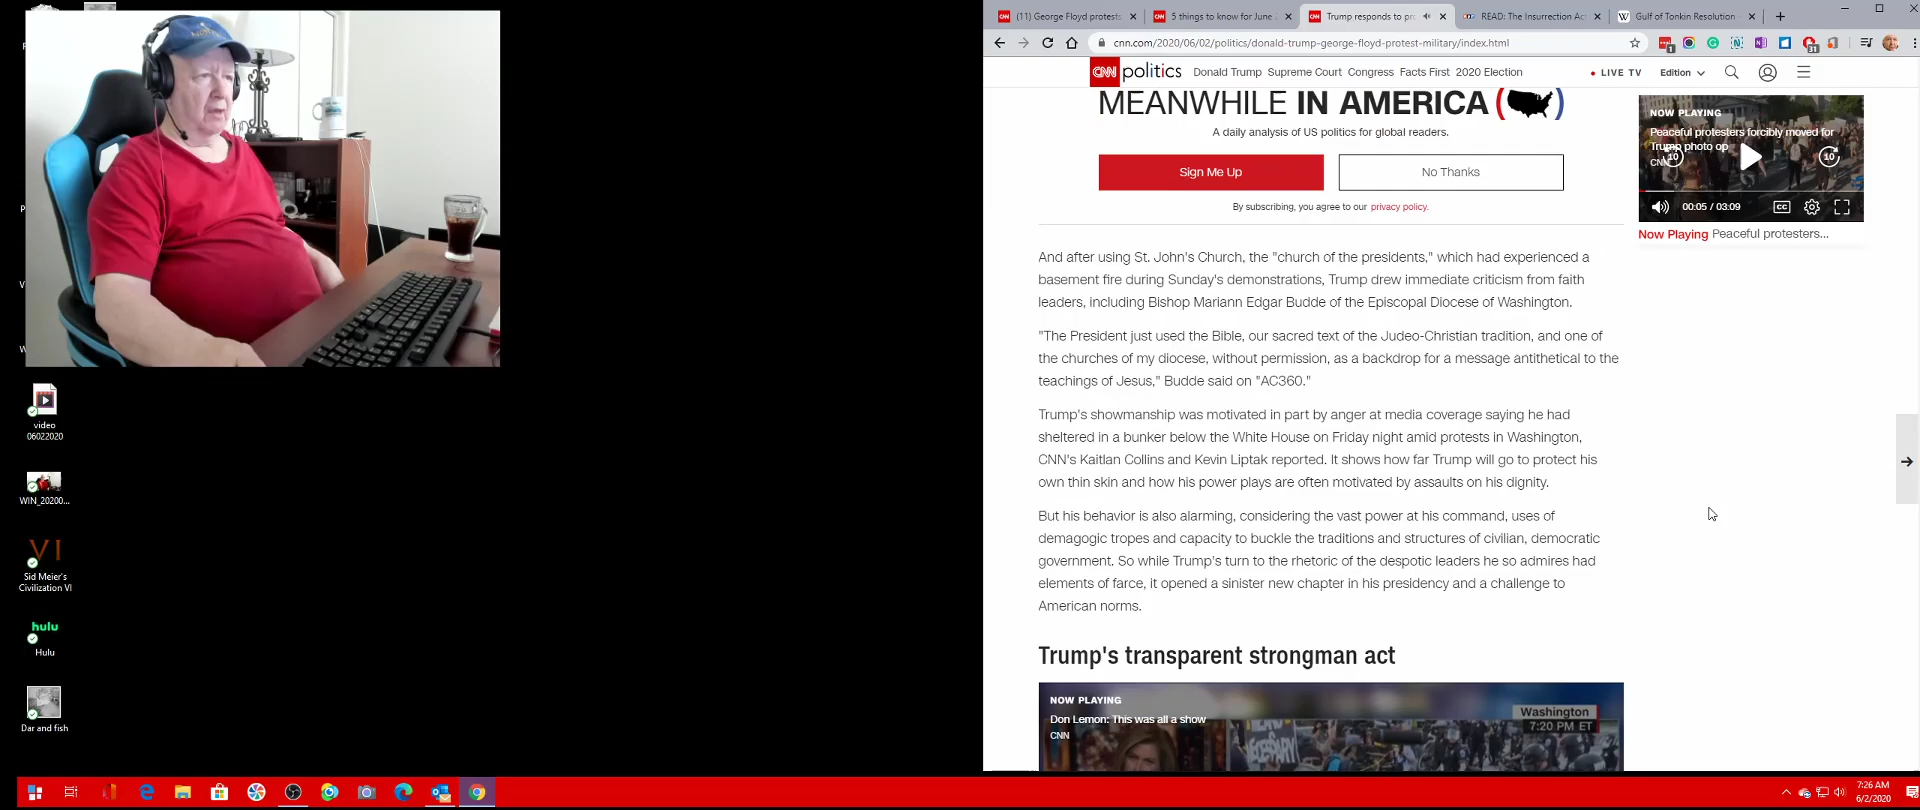 (11) George Floyd protests
5 things to know for June
Trump responds to pro
READ: The Insurrection Ac
Gulf of Tonkin Resolution
cnn.com/2020/06/02/politics/donald-trump-george-floyd-protest-military/index.html
CNN politics Donald Trump Supreme Court Congress Facts First 2020 Election LIVE TV Edition
MEANWHILE IN AMERICA
A daily analysis of US politics for global readers.
Sign Me Up
No Thanks
By subscribing, you agree to our privacy policy.
NOW PLAYING
Peaceful protesters forcibly moved for
Trump photo op
CNN
10
10
00:05 / 03:09
CC
Now Playing Peaceful protesters...
And after using St. John's Church, the "church of the presidents," which had experienced a
basement fire during Sunday's demonstrations, Trump drew immediate criticism from faith
leaders, including Bishop Mariann Edgar Budde of the Episcopal Diocese of Washington.
"The President just used the Bible, our sacred text of the Judeo-Christian tradition, and one of
the churches of my diocese, without permission, as a backdrop for a message antithetical to the
teachings of Jesus," Budde said on "AC360."
Trump's showmanship was motivated in part by anger at media coverage saying he had
sheltered in a bunker below the White House on Friday night amid protests in Washington,
CNN's Kaitlan Collins and Kevin Liptak reported. It shows how far Trump will go to protect his
own thin skin and how his power plays are often motivated by assaults on his dignity.
But his behavior is also alarming, considering the vast power at his command, uses of
demagogic tropes and capacity to buckle the traditions and structures of civilian, democratic
government. So while Trump's turn to the rhetoric of the despotic leaders he so admires had
elements of farce, it opened a sinister new chapter in his presidency and a challenge to
American norms.
Trump's transparent strongman act
NOW PLAYING
Don Lemon: This was all a show
CNN
Washington
7:20 PM ET
video
06022020
WIN_20200...
VI
Sid Meier's
Civilization VI
hulu
Hulu
Dar and fish
7:26 AM
6/2/2020